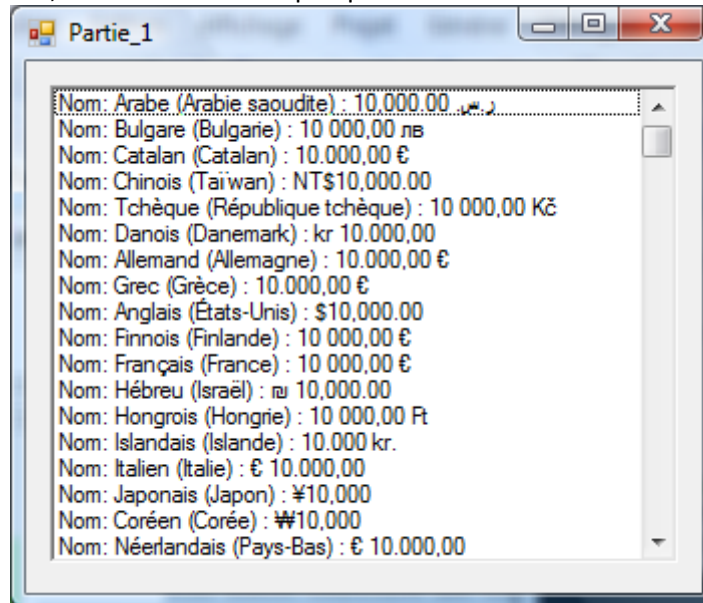 Partie_1
Nom: Arabe (Arabie saoudite) : 10,000.00 ر.س.
Nom: Bulgare (Bulgarie) : 10 000,00 лв
Nom: Catalan (Catalan) : 10.000,00 €
Nom: Chinois (Taïwan) : NT$10,000.00
Nom: Tchèque (République tchèque) : 10 000,00 Kč
Nom: Danois (Danemark) : kr 10.000,00
Nom: Allemand (Allemagne) : 10.000,00 €
Nom: Grec (Grèce) : 10.000,00 €
Nom: Anglais (États-Unis) : $10,000.00
Nom: Finnois (Finlande) : 10 000,00 €
Nom: Français (France) : 10 000,00 €
Nom: Hébreu (Israël) : ₪ 10,000.00
Nom: Hongrois (Hongrie) : 10 000,00 Ft
Nom: Islandais (Islande) : 10.000 kr.
Nom: Italien (Italie) : € 10.000,00
Nom: Japonais (Japon) : ¥10,000
Nom: Coréen (Corée) : ₩10,000
Nom: Néerlandais (Pays-Bas) : € 10.000,00